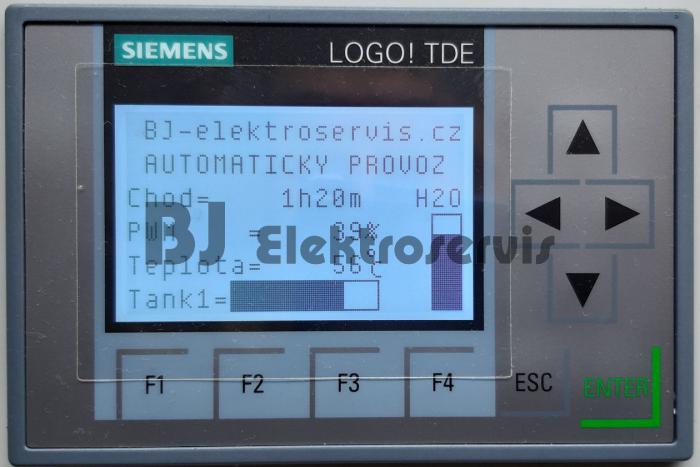 SIEMENS
LOGO! TDE
BJ-elektroservis.cz
AUTOMATICKY PROVOZ
Chod= 1h20m H2O
PWM = 89%
BJ Elektroservis
Teplota= 56℃
Tank1=
F1 F2 F3 F4 ESC ENTER